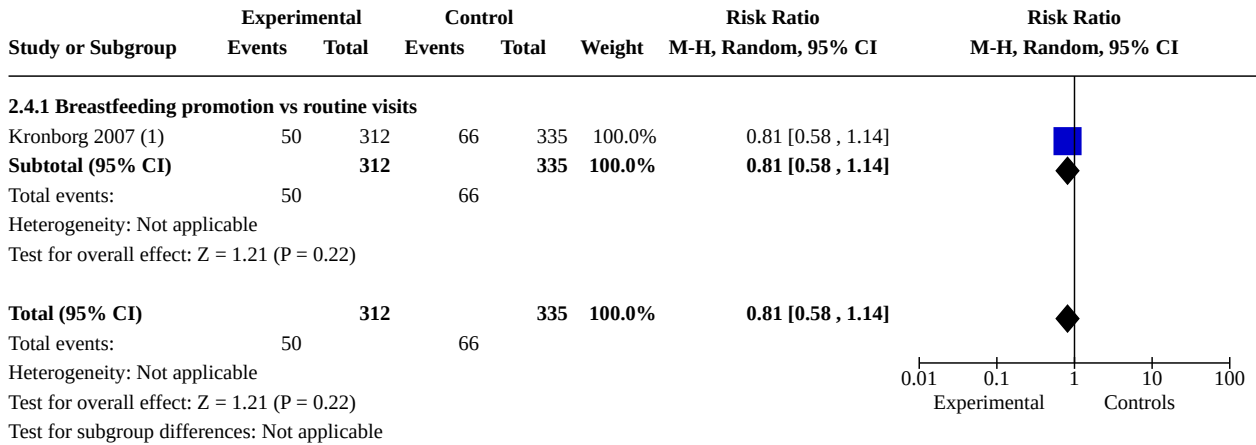 Experimental Control Risk Ratio Risk Ratio
Study or Subgroup Events Total Events Total Weight M-H, Random, 95% CI M-H, Random, 95% CI
2.4.1 Breastfeeding promotion vs routine visits
Kronborg 2007 (1) 50 312 66 335 100.0% 0.81 [0.58 , 1.14]
Subtotal (95% CI) 312 335 100.0% 0.81 [0.58 , 1.14]
Total events: 50 66
Heterogeneity: Not applicable
Test for overall effect: Z = 1.21 (P = 0.22)
Total (95% CI) 312 335 100.0% 0.81 [0.58 , 1.14]
Total events: 50 66
Heterogeneity: Not applicable 0.01 0.1 1 10 100
Test for overall effect: Z = 1.21 (P = 0.22) Experimental Controls
Test for subgroup differences: Not applicable